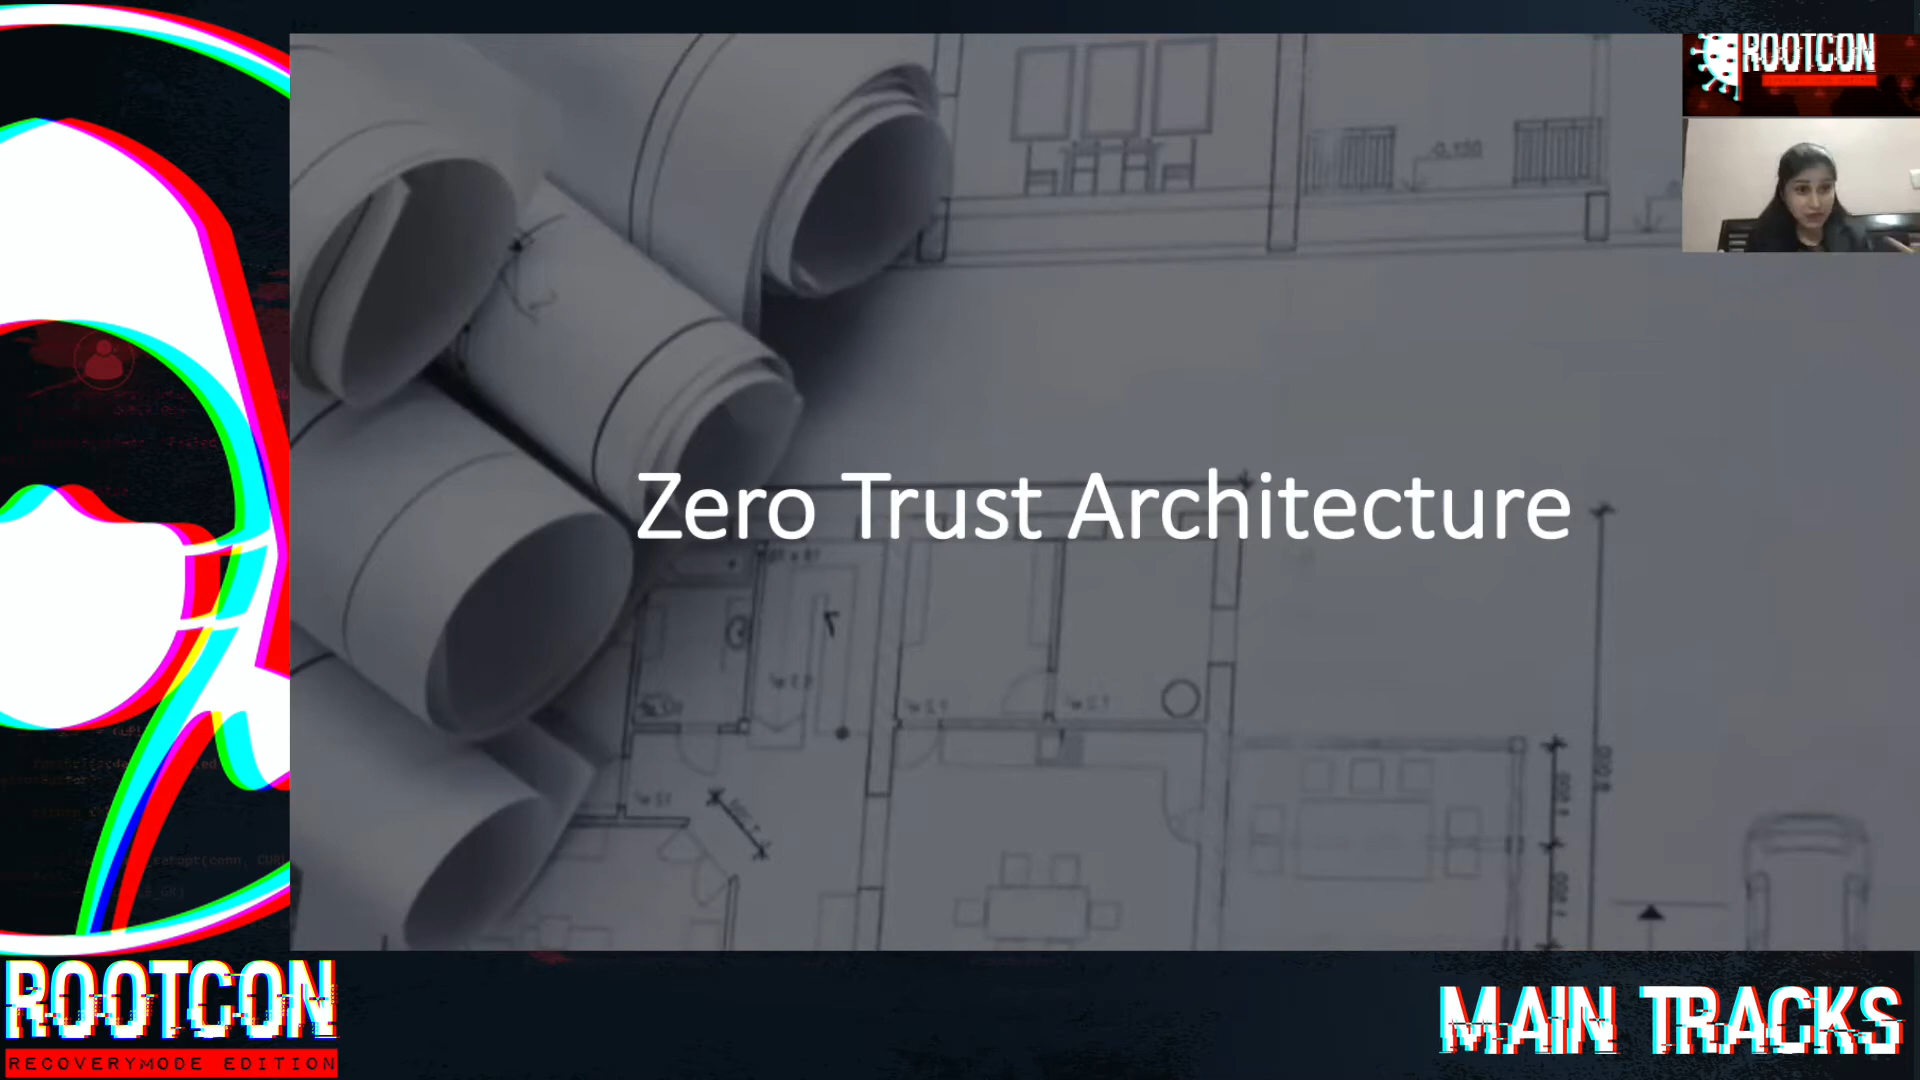 ROOTCON
Zero Trust Architecture
ROOTCON
RECOVERYMODE EDITION
MAIN TRACKS